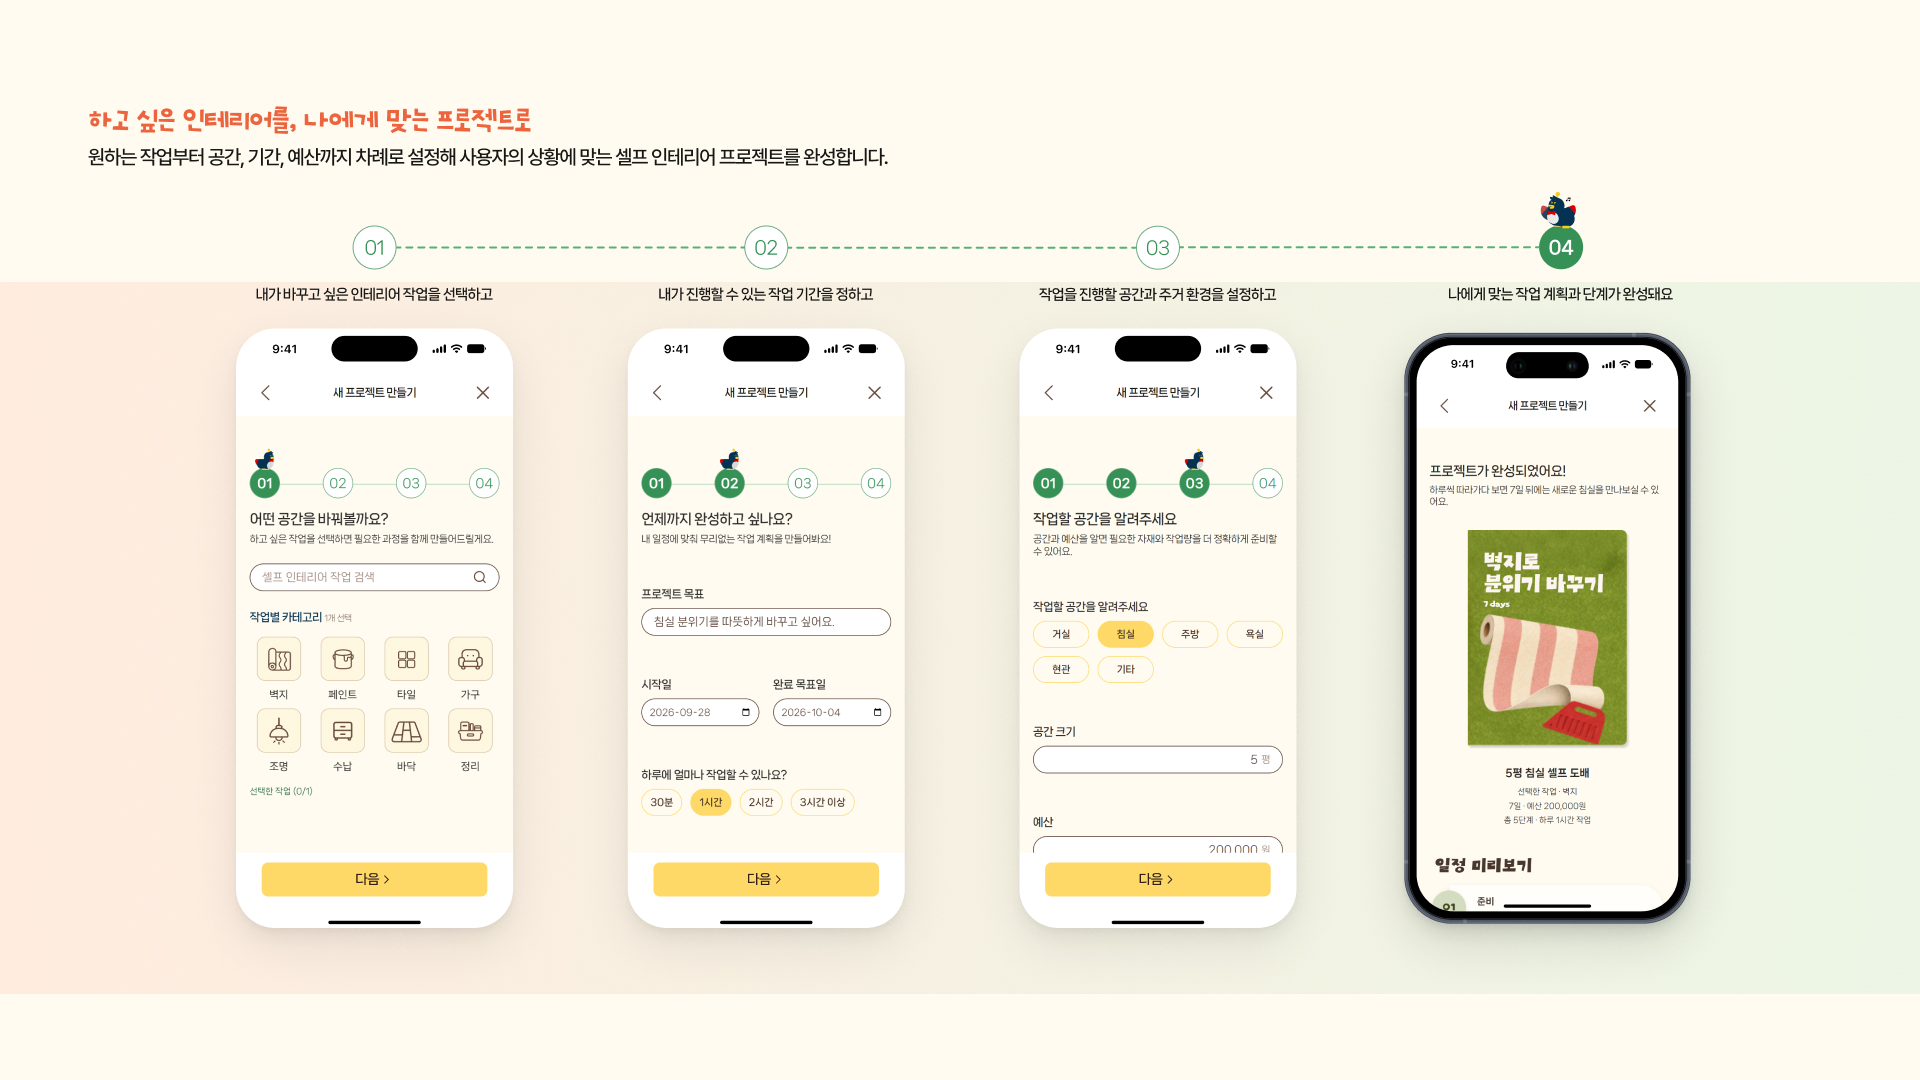 하고 싶은 인테리어를, 나에게 맞는 프로젝트로
원하는 작업부터 공간, 기간, 예산까지 차례로 설정해 사용자의 상황에 맞는 셀프 인테리어 프로젝트를 완성합니다.
01
02
03
04
내가 바꾸고 싶은 인테리어 작업을 선택하고
내가 진행할 수 있는 작업 기간을 정하고
작업을 진행할 공간과 주거 환경을 설정하고
나에게 맞는 작업 계획과 단계가 완성돼요
9:41
새 프로젝트 만들기
01 02 03 04
어떤 공간을 바꿔볼까요?
하고 싶은 작업을 선택하면 필요한 과정을 함께 만들어드릴게요.
셀프 인테리어 작업 검색
작업별 카테고리 1개 선택
벽지 페인트 타일 가구
조명 수납 바닥 정리
선택한 작업 (0/1)
다음
9:41
새 프로젝트 만들기
01 02 03 04
언제까지 완성하고 싶나요?
내 일정에 맞춰 무리없는 작업 계획을 만들어봐요!
프로젝트 목표
침실 분위기를 따뜻하게 바꾸고 싶어요.
시작일 완료 목표일
2026-09-28 2026-10-04
하루에 얼마나 작업할 수 있나요?
30분 1시간 2시간 3시간 이상
다음
9:41
새 프로젝트 만들기
01 02 03 04
작업할 공간을 알려주세요
공간과 예산을 알면 필요한 자재와 작업량을 더 정확하게 준비할
수 있어요.
작업할 공간을 알려주세요
거실 침실 주방 욕실
현관 기타
공간 크기
5 평
예산
200,000 원
다음
9:41
새 프로젝트 만들기
프로젝트가 완성되었어요!
하루씩 따라가다 보면 7일 뒤에는 새로운 침실을 만나보실 수 있
어요.
벽지로
분위기 바꾸기
7 days
5평 침실 셀프 도배
선택한 작업 · 벽지
7일 · 예산 200,000원
총 5단계 · 하루 1시간 작업
일정 미리보기
01 준비